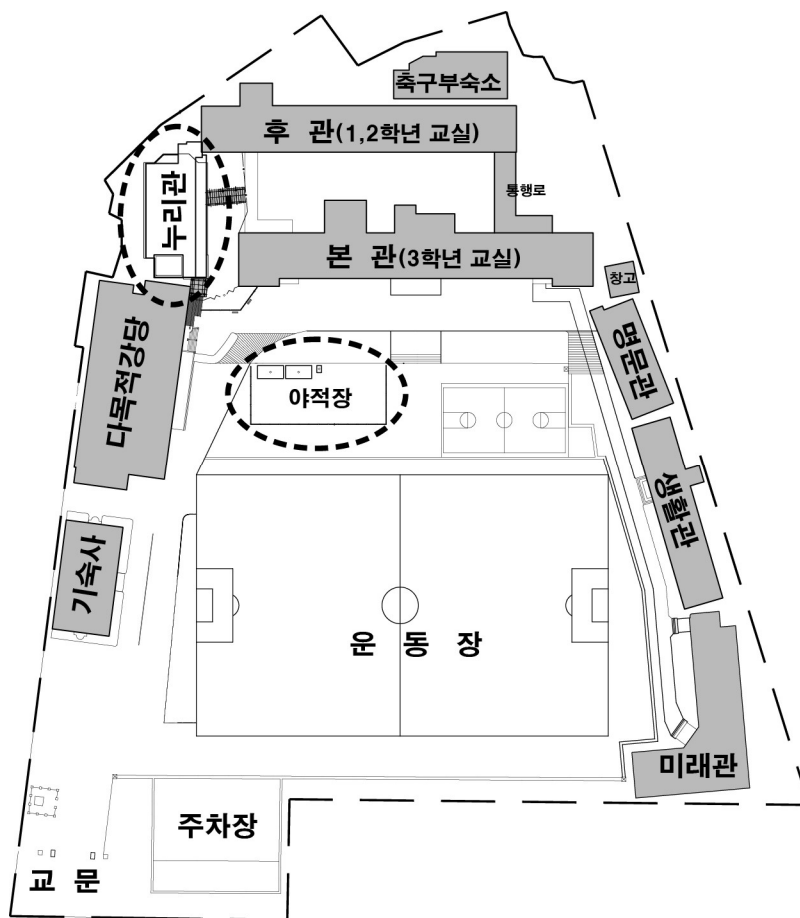 축구부숙소
후 관(1,2학년 교실)
누리관
통행로
본 관(3학년 교실)
창고
명문관
다목적강당
야적장
생활관
기숙사
운 동 장
미래관
주차장
교 문